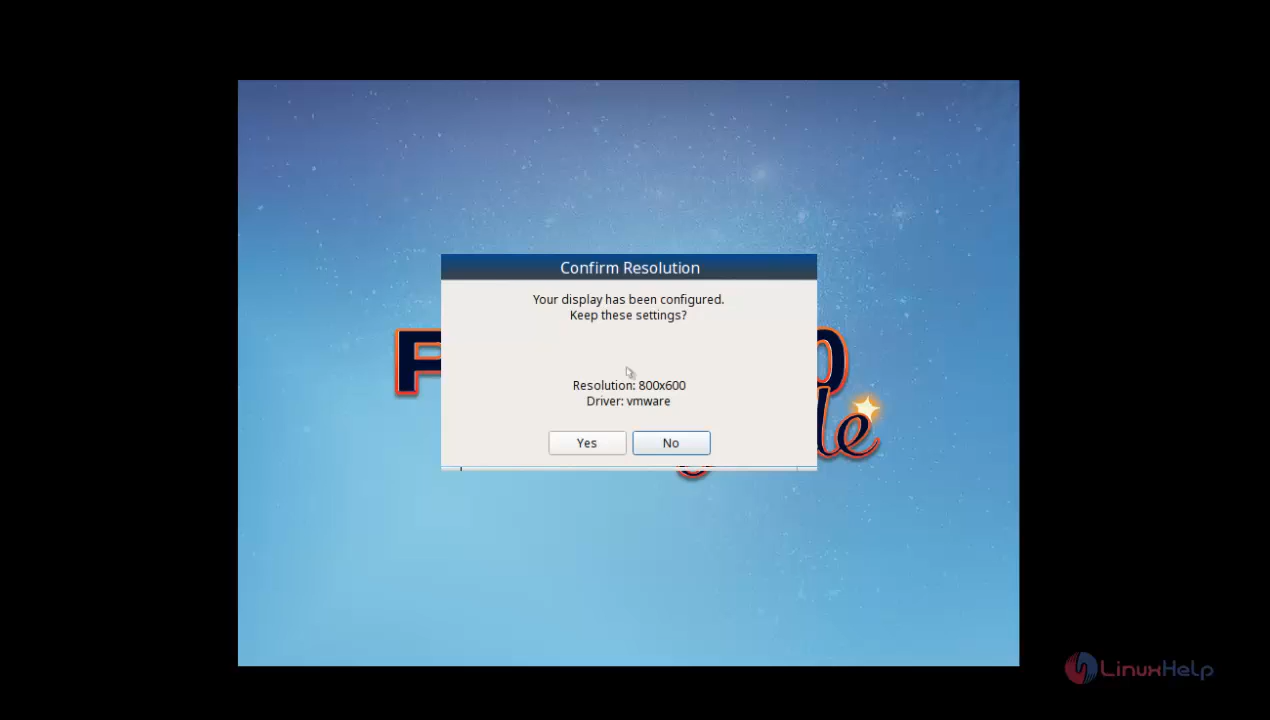 Confirm Resolution
Your display has been configured.
Keep these settings?
Resolution: 800x600
Driver: vmware
Yes
No
LinuxHelp